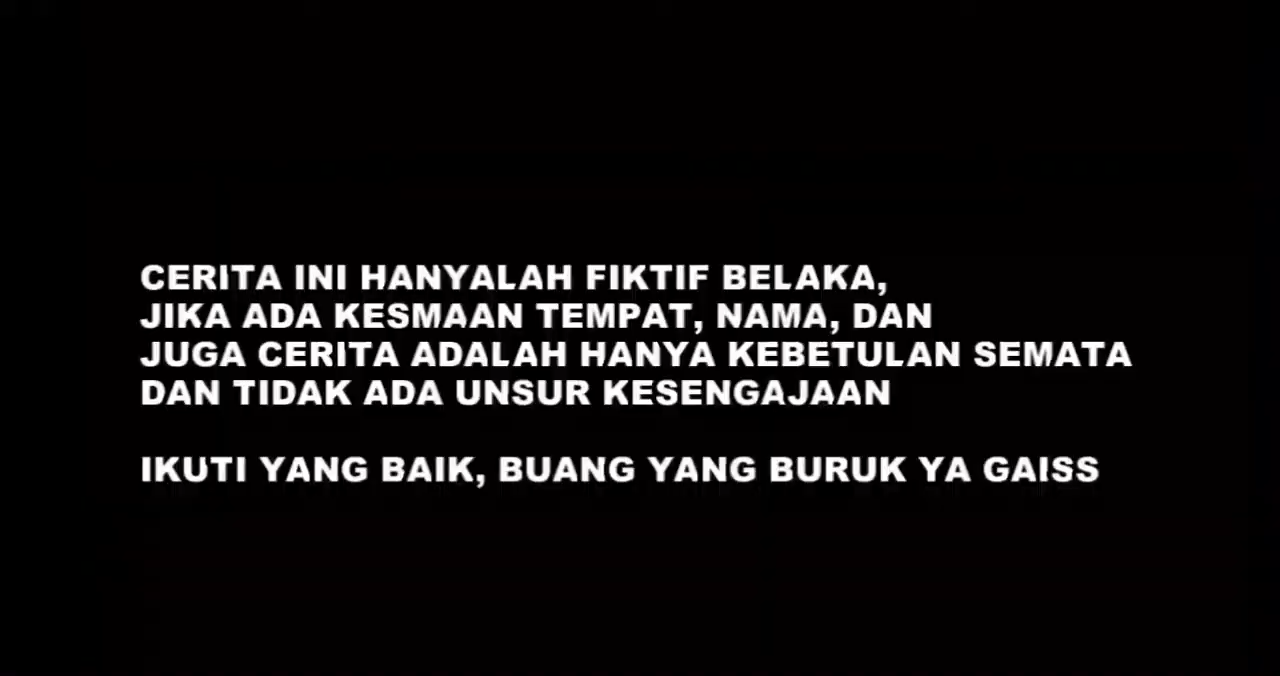 CERITA INI HANYALAH FIKTIF BELAKA,
JIKA ADA KESMAAN TEMPAT, NAMA, DAN
JUGA CERITA ADALAH HANYA KEBETULAN SEMATA
DAN TIDAK ADA UNSUR KESENGAJAAN
IKUTI YANG BAIK, BUANG YANG BURUK YA GAISS